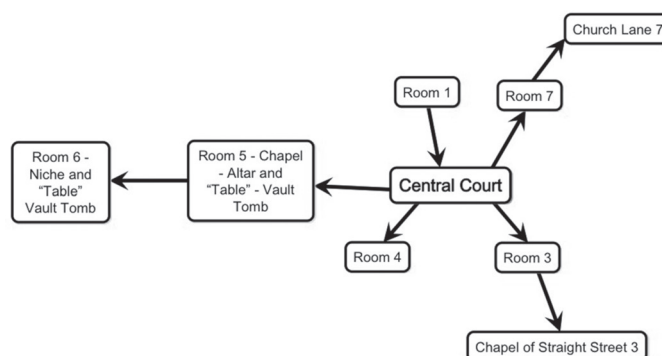 Church Lane 7
Room 1
Room 7
Room 6 -
Niche and
“Table”
Vault Tomb
Room 5 - Chapel
- Altar and
“Table” - Vault
Tomb
Central Court
Room 4
Room 3
Chapel of Straight Street 3